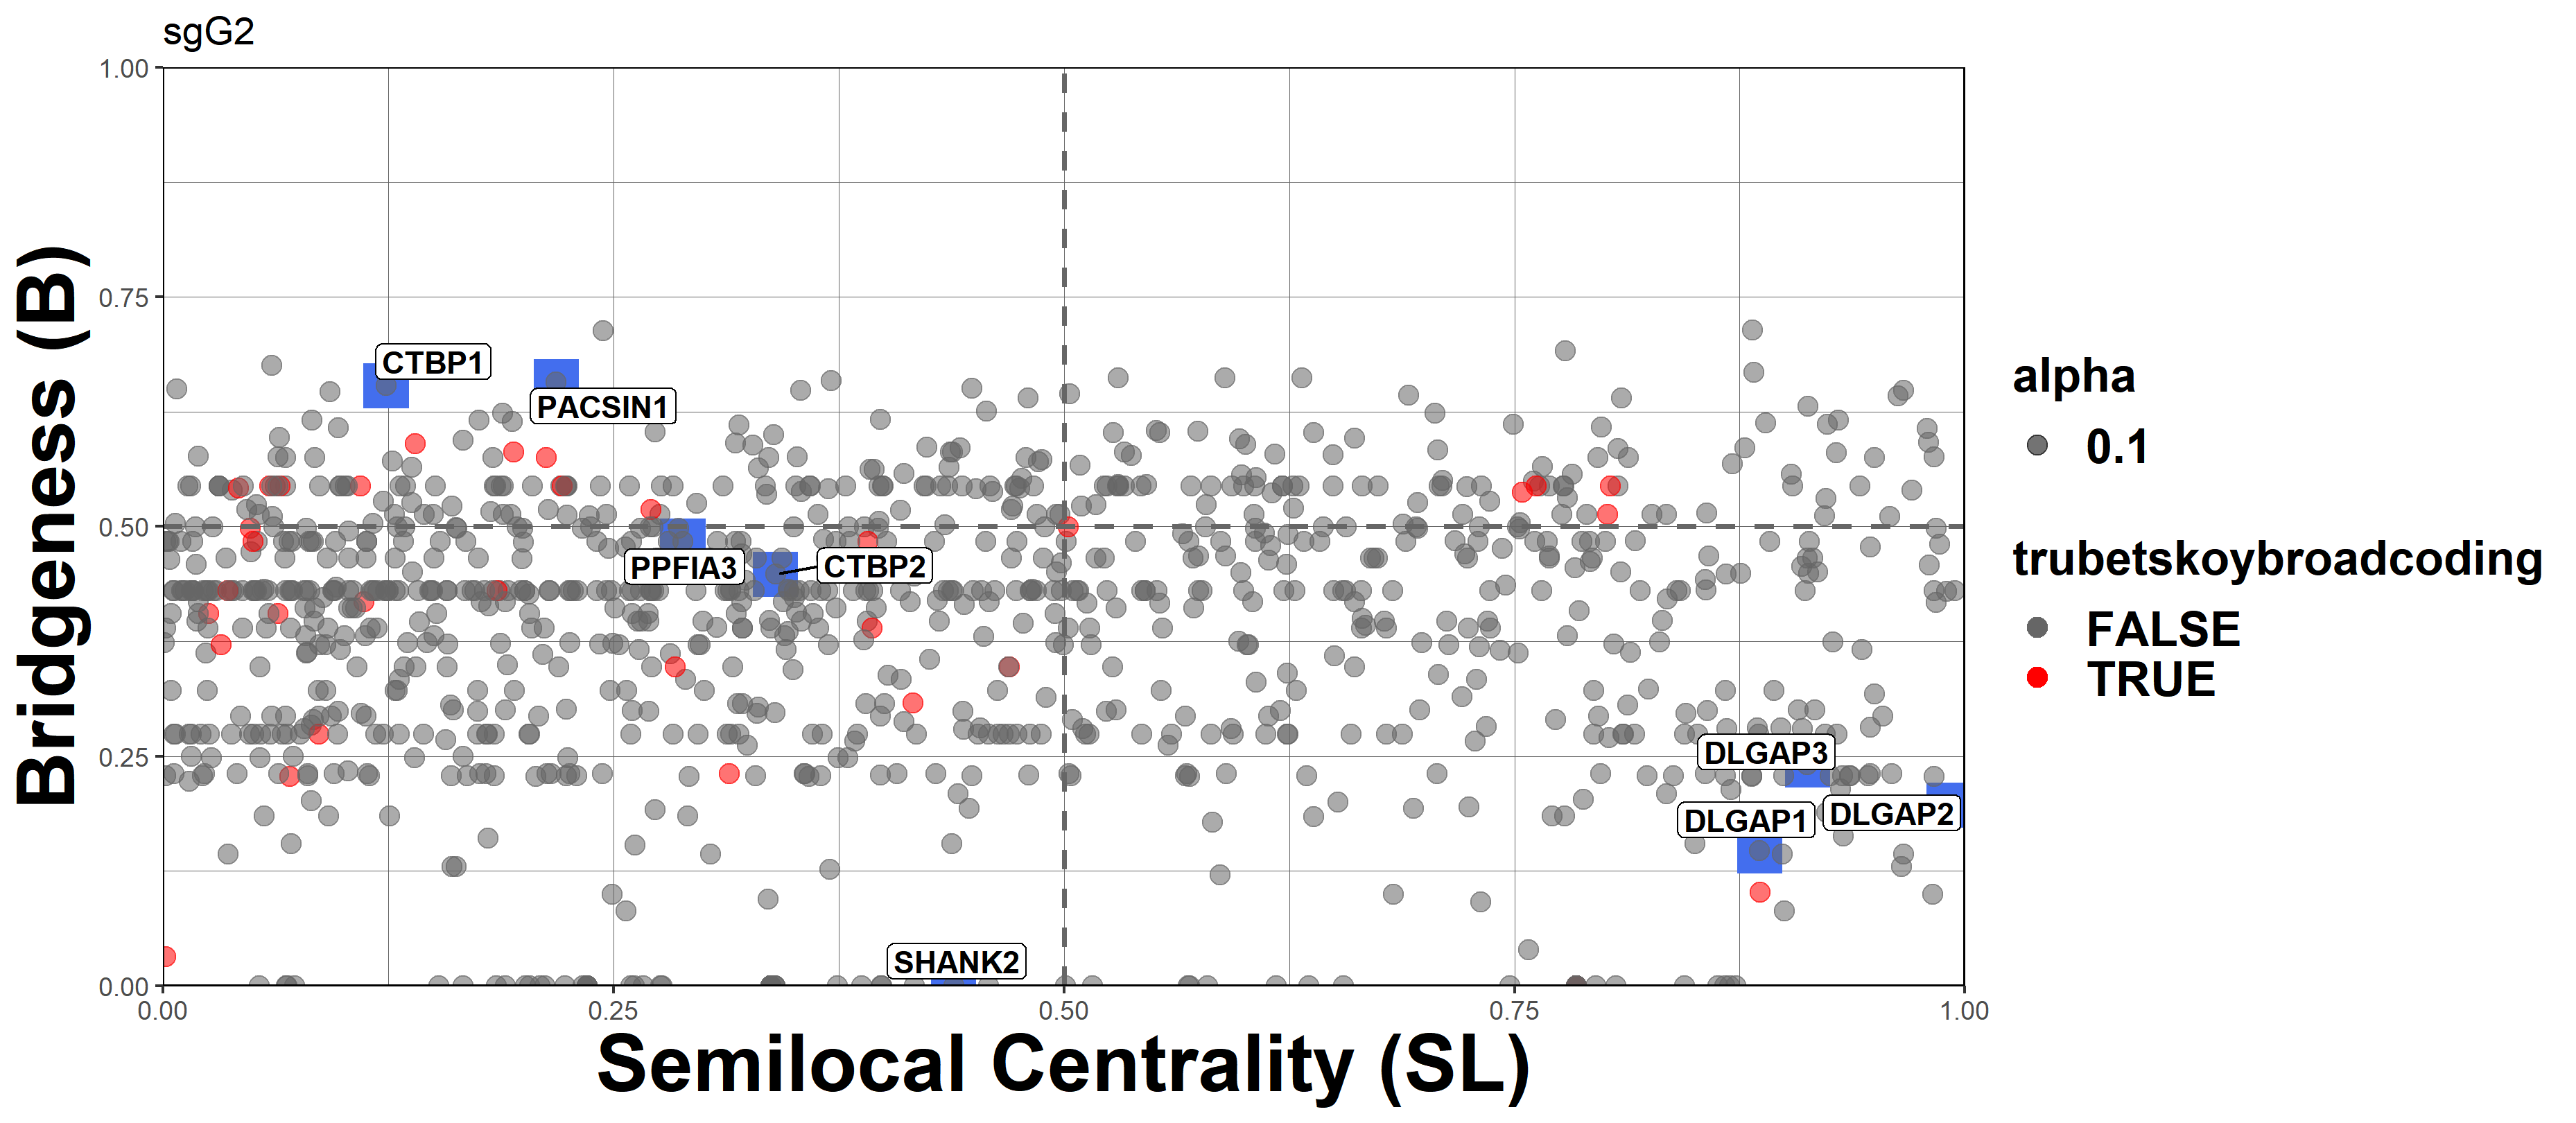 sgG2
Bridgeness (B)
1.00
0.75
0.50
0.25
0.00
CTBP1
PACSIN1
PPFIA3
CTBP2
DLGAP3
DLGAP1
DLGAP2
SHANK2
0.00
0.25
0.50
0.75
1.00
Semilocal Centrality (SL)
alpha
0.1
trubetskoybroadcoding
FALSE
TRUE